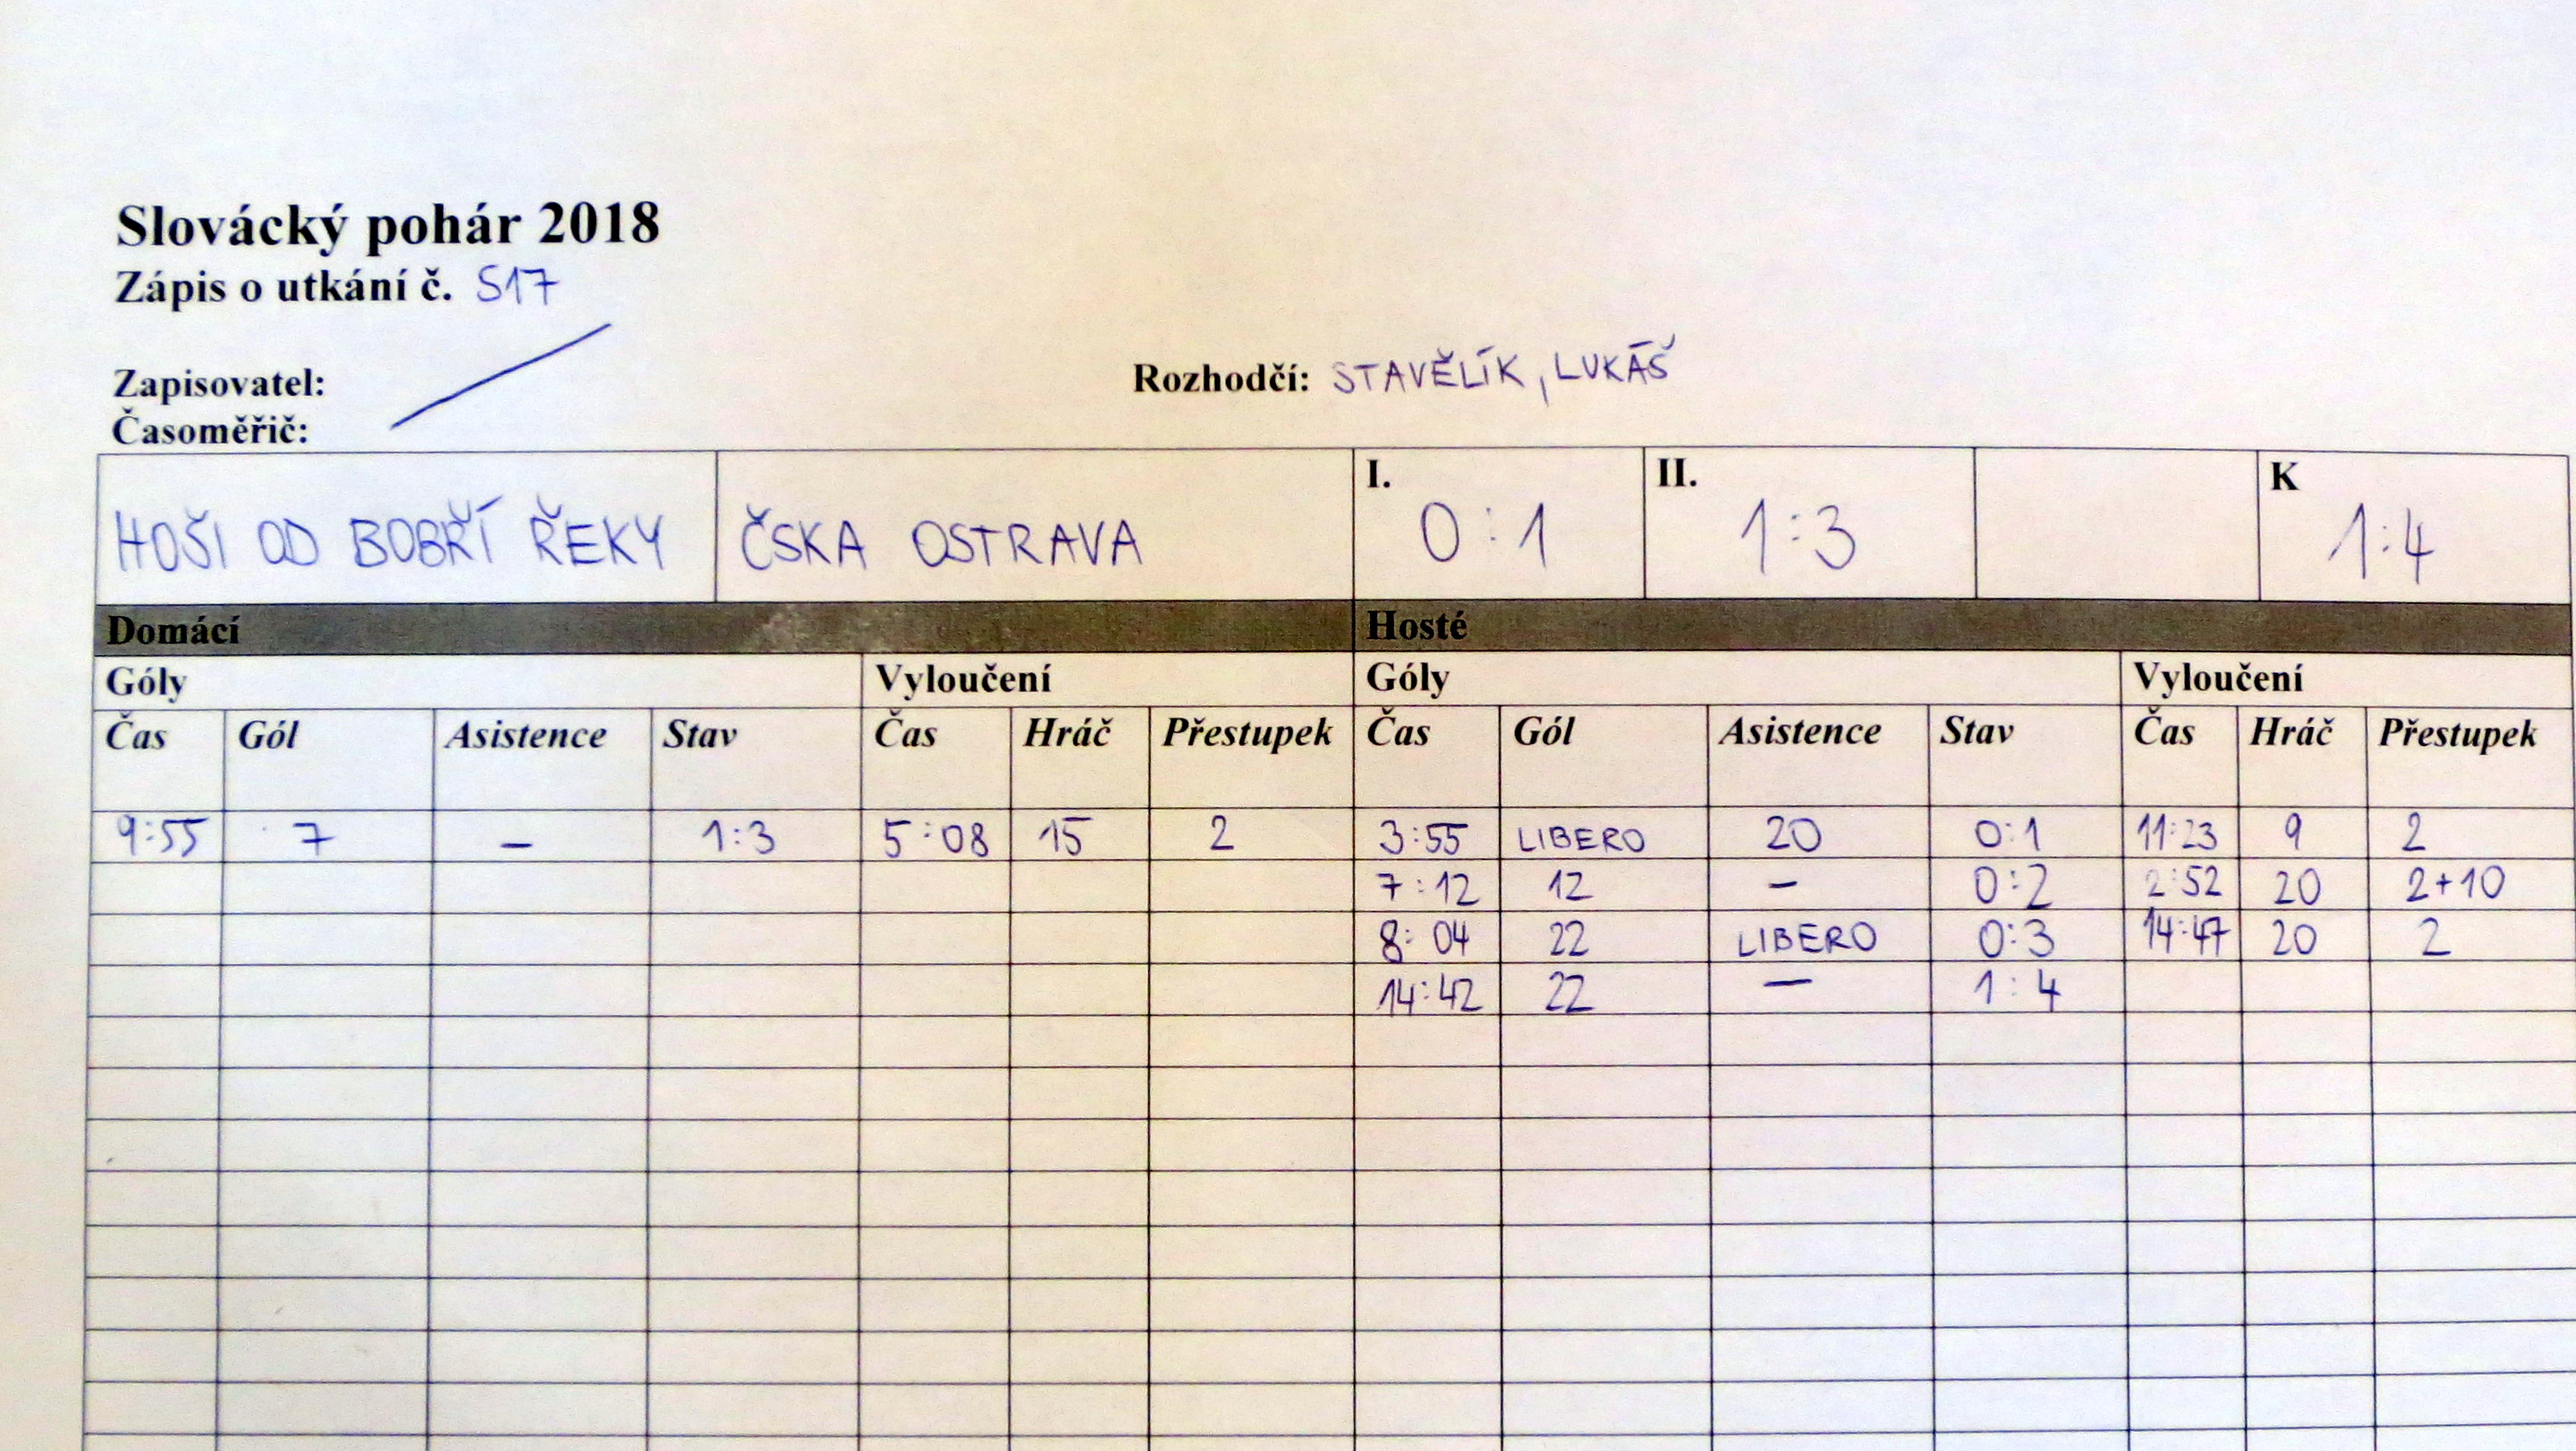 Slovácký pohár 2018
Zápis o utkání č. S17
Zapisovatel:
Rozhodčí: STAVĚLÍK, LUKÁŠ
Časoměřič:
HOŠI OD BOBŘÍ ŘEKY ČSKA OSTRAVA I. 0:1 II. 1:3 K 1:4
Domácí Hosté
Góly Vyloučení Góly Vyloučení
Čas Gól Asistence Stav Čas Hráč Přestupek Čas Gól Asistence Stav Čas Hráč Přestupek
9:55 7 – 1:3 5:08 15 2 3:55 LIBERO 20 0:1 11:23 9 2
7:12 12 – 0:2 2:52 20 2+10
8:04 22 LIBERO 0:3 14:47 20 2
14:42 22 – 1:4